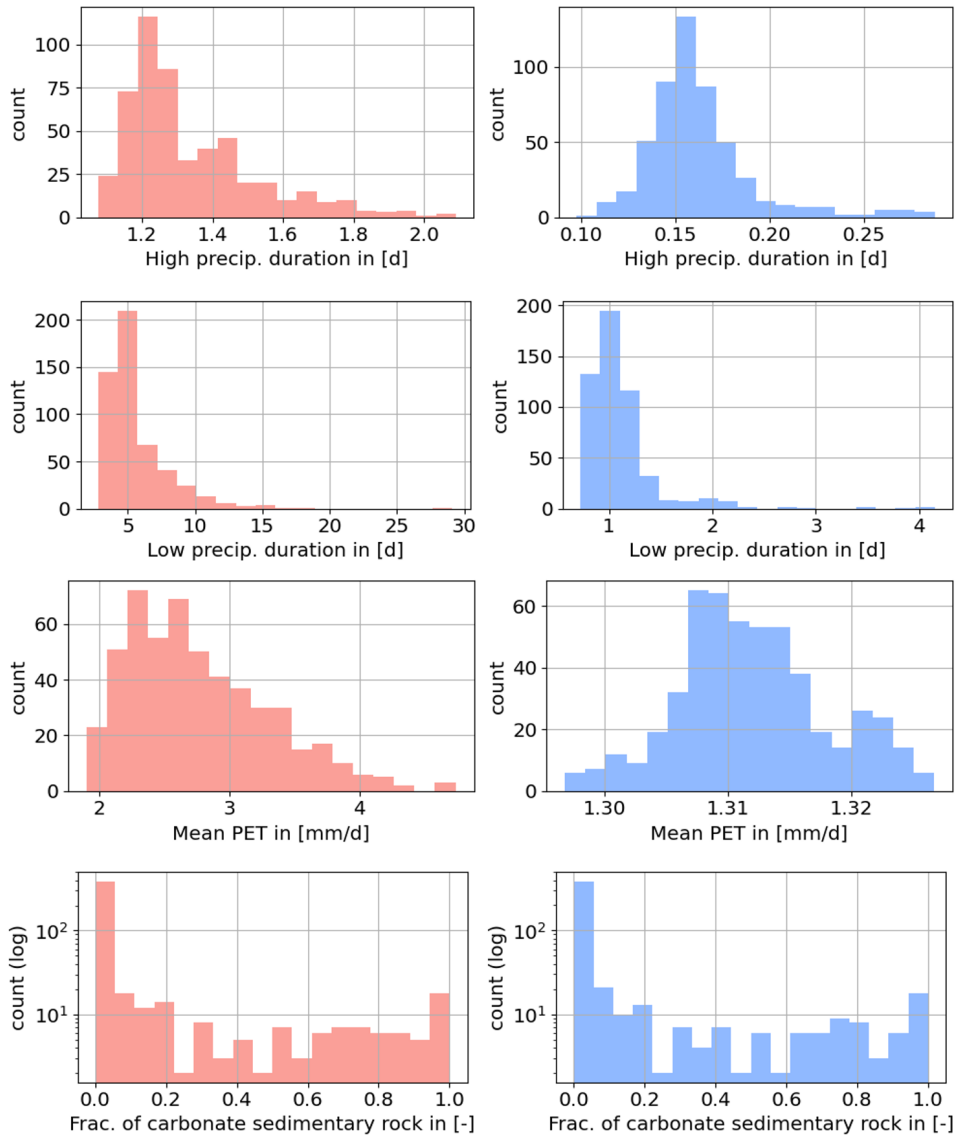 count
100
75
50
25
0
1.2 1.4 1.6 1.8 2.0
High precip. duration in [d]
count
100
50
0
0.10 0.15 0.20 0.25
High precip. duration in [d]
count
200
150
100
50
0
5 10 15 20 25 30
Low precip. duration in [d]
count
200
150
100
50
0
1 2 3 4
Low precip. duration in [d]
count
60
40
20
0
2 3 4
Mean PET in [mm/d]
count
60
40
20
0
1.30 1.31 1.32
Mean PET in [mm/d]
count (log)
10²
10¹
0.0 0.2 0.4 0.6 0.8 1.0
Frac. of carbonate sedimentary rock in [-]
count (log)
10²
10¹
0.0 0.2 0.4 0.6 0.8 1.0
Frac. of carbonate sedimentary rock in [-]